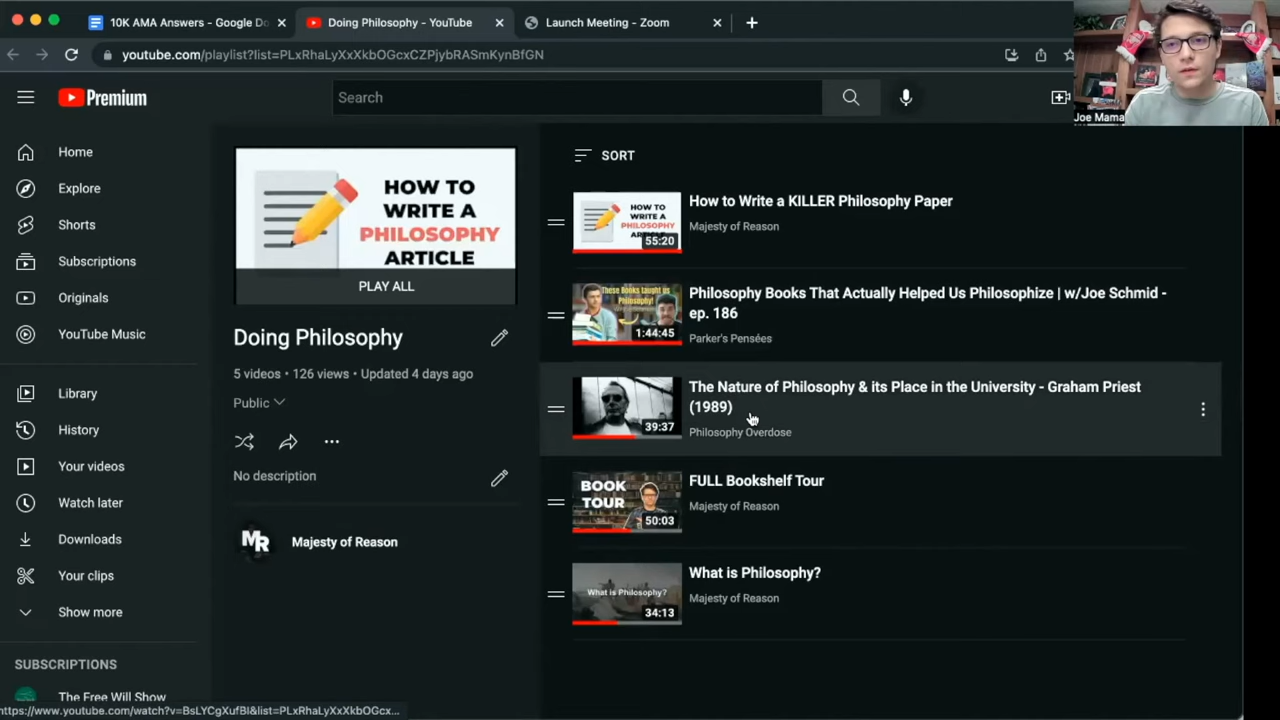 10K AMA Answers - Google Do
Doing Philosophy - YouTube
Launch Meeting - Zoom
youtube.com/playlist?list=PLxRhaLyXxXkbOGcxCZPjybRASmKynBfGN
Joe Mama
Premium
Search
Home
Explore
Shorts
Subscriptions
Originals
YouTube Music
Library
History
Your videos
Watch later
Downloads
Your clips
Show more
SUBSCRIPTIONS
The Free Will Show
https://www.youtube.com/watch?v=BsLYCgXufBI&list=PLxRhaLyXxXkbOGcx...
HOW TO
WRITE A
PHILOSOPHY
ARTICLE
PLAY ALL
Doing Philosophy
5 videos • 126 views • Updated 4 days ago
Public
No description
MR
Majesty of Reason
SORT
HOW TO
WRITE A
PHILOSOPHY
55:20
How to Write a KILLER Philosophy Paper
Majesty of Reason
These Books taught us
Philosophy!
1:44:45
Philosophy Books That Actually Helped Us Philosophize | w/Joe Schmid -
ep. 186
Parker's Pensées
39:37
The Nature of Philosophy & its Place in the University - Graham Priest
(1989)
Philosophy Overdose
BOOK
TOUR
50:03
FULL Bookshelf Tour
Majesty of Reason
What is Philosophy?
34:13
What is Philosophy?
Majesty of Reason